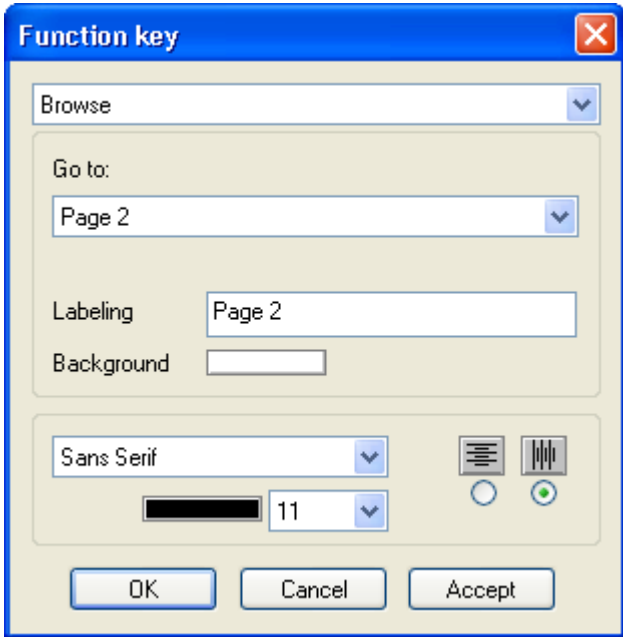 Function key
Browse
Go to:
Page 2
Labeling Page 2
Background
Sans Serif
11
OK Cancel Accept